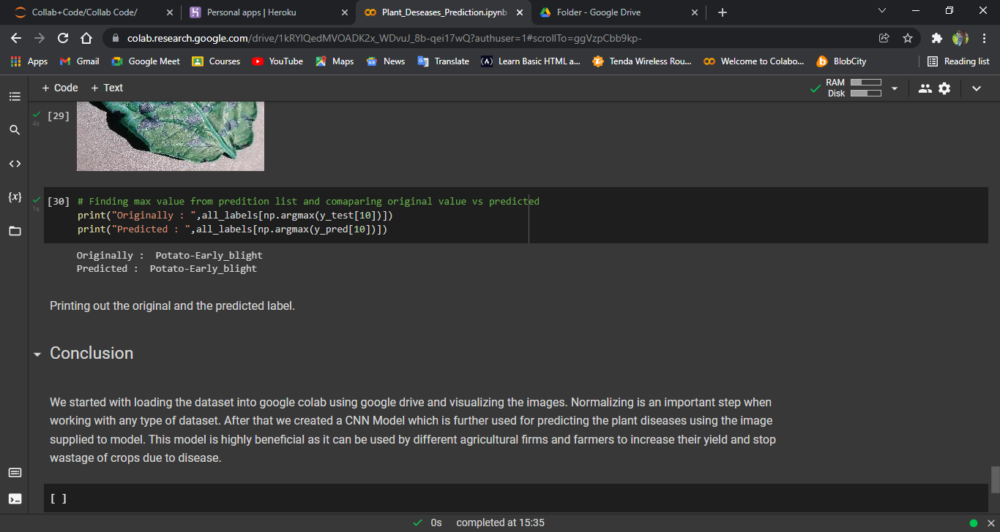 Collab+Code/Collab Code/
Personal apps | Heroku
Plant_Deseases_Prediction.ipynb
Folder - Google Drive
colab.research.google.com/drive/1kRYlQedMVOADK2x_WDvuJ_8b-qei17wQ?authuser=1#scrollTo=ggVzpCbb9kp-
Apps
Gmail
Google Meet
Courses
YouTube
Maps
News
Translate
Learn Basic HTML a...
Tenda Wireless Rou...
Welcome to Colabo...
BlobCity
Reading list
+ Code
+ Text
RAM
Disk
[29]
4s
[30]
1s
# Finding max value from predition list and comaparing original value vs predicted
print("Originally : ",all_labels[np.argmax(y_test[10])])
print("Predicted : ",all_labels[np.argmax(y_pred[10])])
Originally :  Potato-Early_blight
Predicted :  Potato-Early_blight
Printing out the original and the predicted label.
Conclusion
We started with loading the dataset into google colab using google drive and visualizing the images. Normalizing is an important step when
working with any type of dataset. After that we created a CNN Model which is further used for predicting the plant diseases using the image
supplied to model. This model is highly beneficial as it can be used by different agricultural firms and farmers to increase their yield and stop
wastage of crops due to disease.
[ ]
0s completed at 15:35